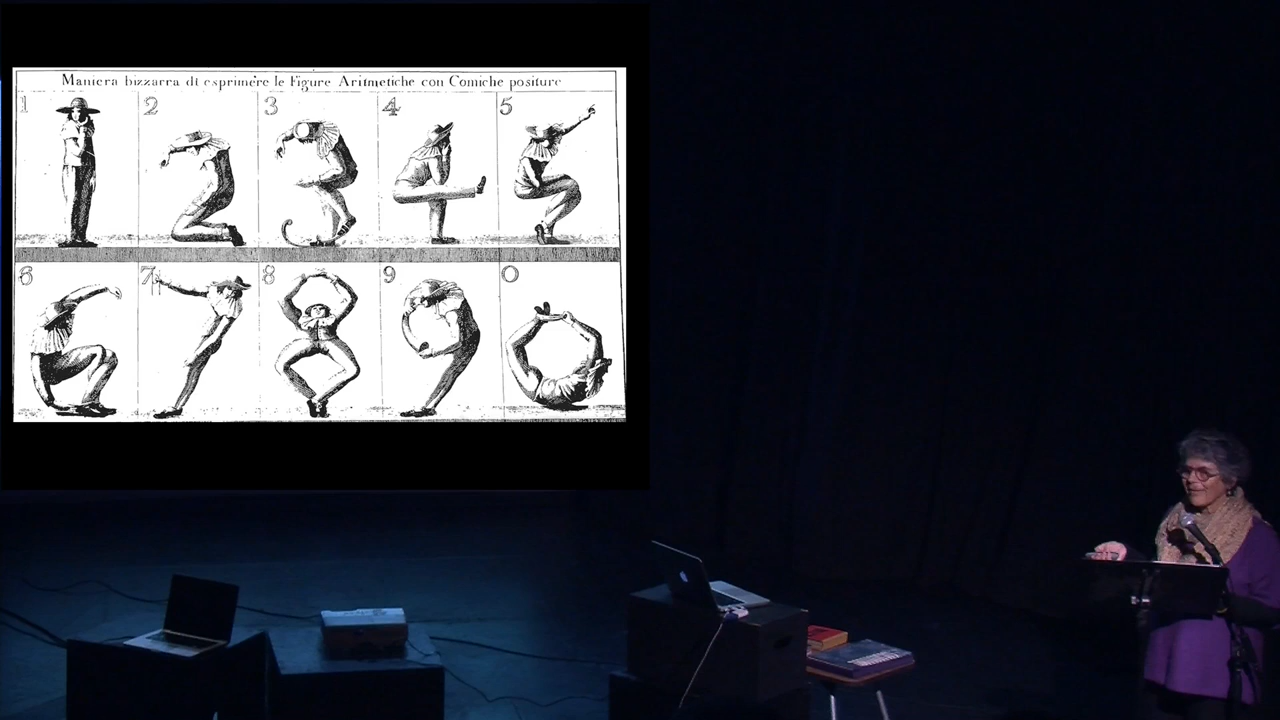 Maniera bizzarra di esprimere le Figure Aritmetiche con Comiche positure
1 2 3 4 5
6 7 8 9 0